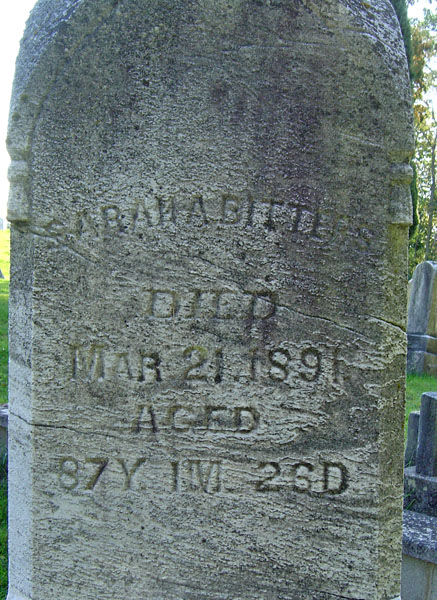 SARAH A
DIED
MAR 21. 1891
AGED
87Y. 1M. 26D